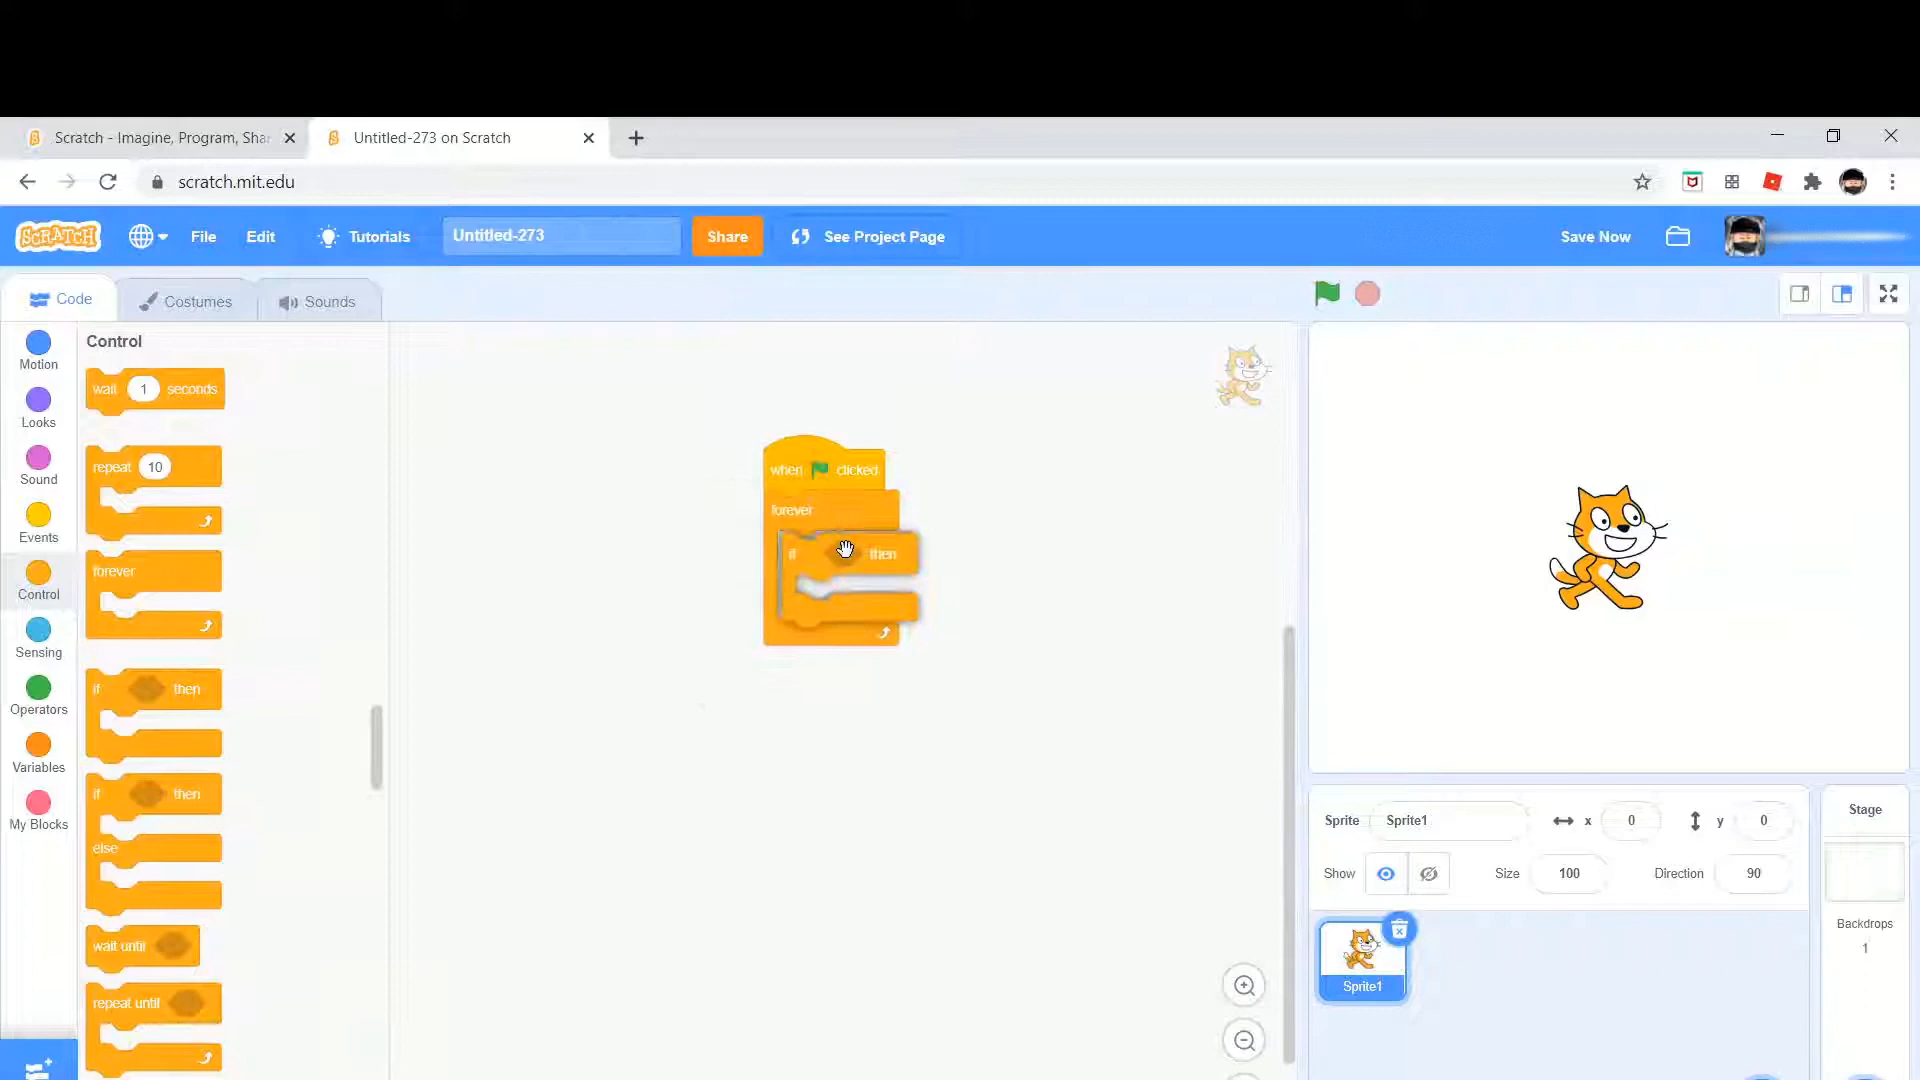 Scratch - Imagine, Program, Shar
Untitled-273 on Scratch
scratch.mit.edu
SCRATCH
File
Edit
Tutorials
Untitled-273
Share
See Project Page
Save Now
Code
Costumes
Sounds
Motion
Looks
Sound
Events
Control
Sensing
Operators
Variables
My Blocks
Control
wait 1 seconds
repeat 10
forever
if then
if then
else
wait until
repeat until
when clicked
forever
if then
Sprite Sprite1
x 0
y 0
Show
Size 100
Direction 90
Sprite1
Stage
Backdrops
1